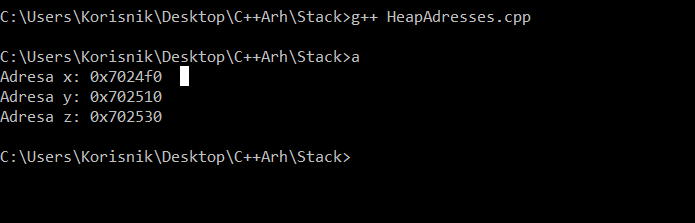 C:\Users\Korisnik\Desktop\C++Arh\Stack>g++ HeapAdresses.cpp
C:\Users\Korisnik\Desktop\C++Arh\Stack>a
Adresa x: 0x7024f0
Adresa y: 0x702510
Adresa z: 0x702530
C:\Users\Korisnik\Desktop\C++Arh\Stack>